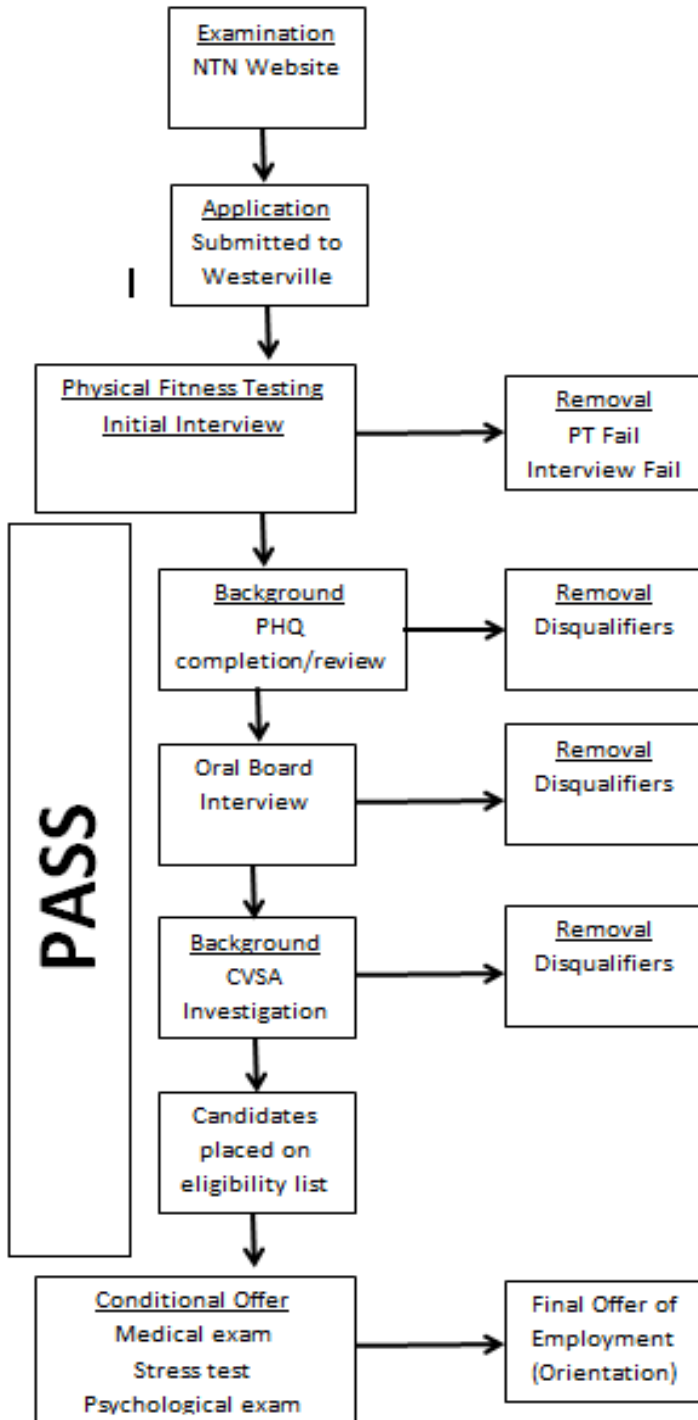 Examination
NTN Website
Application
Submitted to
Westerville
Physical Fitness Testing
Initial Interview
Removal
PT Fail
Interview Fail
PASS
Background
PHQ
completion/review
Removal
Disqualifiers
Oral Board
Interview
Removal
Disqualifiers
Background
CVSA
Investigation
Removal
Disqualifiers
Candidates
placed on
eligibility list
Conditional Offer
Medical exam
Stress test
Psychological exam
Final Offer of
Employment
(Orientation)